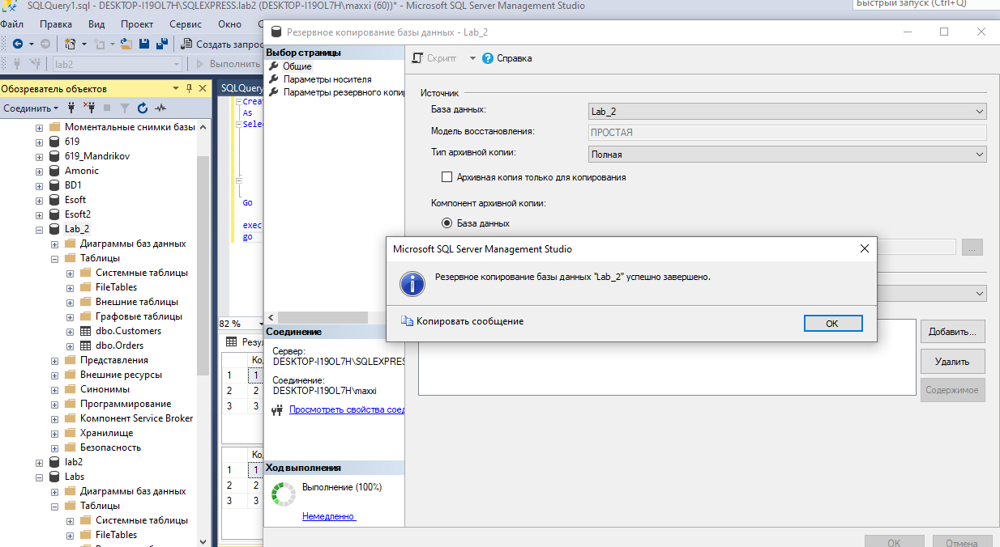 SQLQuery1.sql - DESKTOP-I19OL7H\SQLEXPRESS.lab2 (DESKTOP-I19OL7H\maxxi (60))* - Microsoft SQL Server Management Studio
Быстрый запуск (Ctrl+Q)
Файл Правка Вид Проект Сервис Окно
Создать запрос
lab2
Выполнить
Обозреватель объектов
Соединить
Моментальные снимки базы
619
619_Mandrikov
Amonic
BD1
Esoft
Esoft2
Lab_2
Диаграммы баз данных
Таблицы
Системные таблицы
FileTables
Внешние таблицы
Графовые таблицы
dbo.Customers
dbo.Orders
Представления
Внешние ресурсы
Синонимы
Программирование
Компонент Service Broker
Хранилище
Безопасность
lab2
Labs
Диаграммы баз данных
Таблицы
Системные таблицы
FileTables
SQLQuery
Creat
As
Selec
Go
exec
go
82 %
Резу
Ко
1 1
2 2
3 3
Ко
1 1
2 2
3 3
Резервное копирование базы данных - Lab_2
Выбор страницы
Общие
Параметры носителя
Параметры резервного копи
Соединение
Сервер:
DESKTOP-I19OL7H\SQLEXPRES
Соединение:
DESKTOP-I19OL7H\maxxi
Просмотреть свойства соед
Ход выполнения
Выполнение (100%)
Немедленно
Скрипт Справка
Источник
База данных: Lab_2
Модель восстановления: ПРОСТАЯ
Тип архивной копии: Полная
Архивная копия только для копирования
Компонент архивной копии:
База данных
...
Microsoft SQL Server Management Studio
Резервное копирование базы данных "Lab_2" успешно завершено.
Копировать сообщение
OK
Добавить...
Удалить
Содержимое
OK Отмена